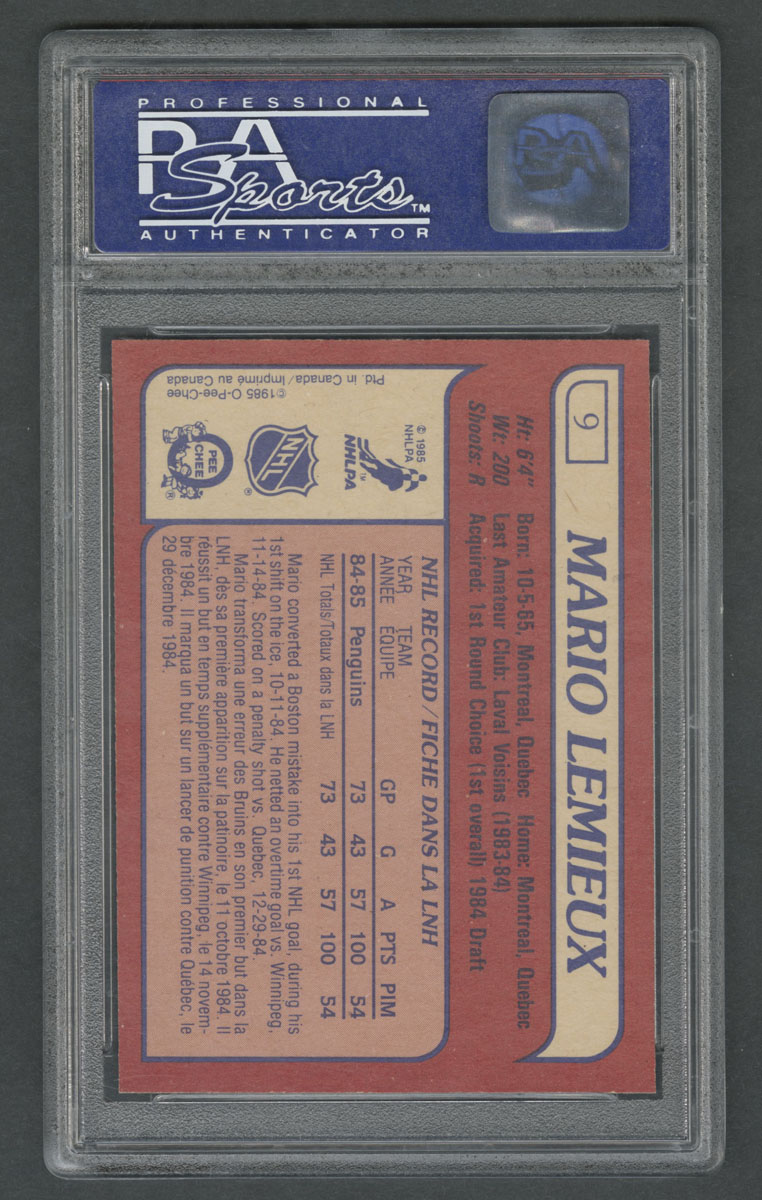 PROFESSIONAL
PSA
Sports™
AUTHENTICATOR
9
MARIO LEMIEUX
Ht: 6'4" Born: 10-5-65, Montreal, Quebec Home: Montreal, Quebec
Wt: 200 Last Amateur Club: Laval Voisins (1983-84)
Shoots: R Acquired: 1st Round Choice (1st overall) 1984 Draft
© 1985
NHLPA
NHLPA
™
NHL
®
O
PEE
CHEE
®
©1985 O-Pee-Chee
Ptd. in Canada/Imprimé au Canada
NHL RECORD/FICHE DANS LA LNH
YEAR TEAM
ANNÉE ÉQUIPE GP G A PTS PIM
84-85 Penguins 73 43 57 100 54
NHL Totals/Totaux dans la LNH 73 43 57 100 54
Mario converted a Boston mistake into his 1st NHL goal, during his
1st shift on the ice, 10-11-84. He netted an overtime goal vs. Winnipeg,
11-14-84. Scored on a penalty shot vs. Quebec, 12-29-84.
Mario transforma une erreur des Bruins en son premier but dans la
LNH, dès sa première apparition sur la patinoire, le 11 octobre 1984. Il
réussit un but en temps supplémentaire contre Winnipeg, le 14 novem-
bre 1984. Il marqua un but sur un lancer de punition contre Québec, le
29 décembre 1984.